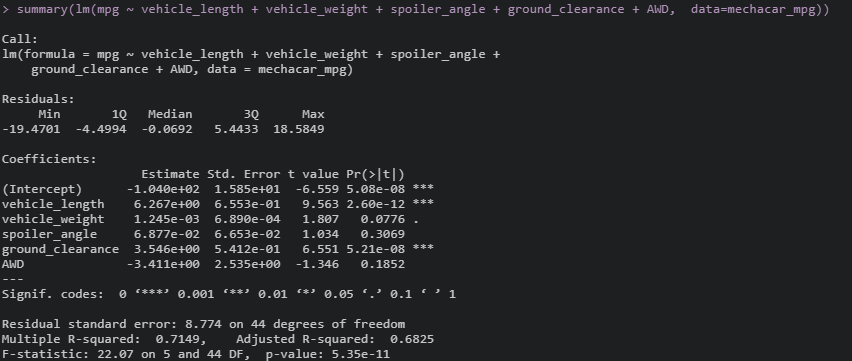 > summary(lm(mpg ~ vehicle_length + vehicle_weight + spoiler_angle + ground_clearance + AWD,  data=mechacar_mpg))

Call:
lm(formula = mpg ~ vehicle_length + vehicle_weight + spoiler_angle +
    ground_clearance + AWD, data = mechacar_mpg)

Residuals:
     Min       1Q   Median       3Q      Max
-19.4701  -4.4994  -0.0692   5.4433  18.5849

Coefficients:
                   Estimate Std. Error t value Pr(>|t|)
(Intercept)      -1.040e+02  1.585e+01  -6.559 5.08e-08 ***
vehicle_length    6.267e+00  6.553e-01   9.563 2.60e-12 ***
vehicle_weight    1.245e-03  6.890e-04   1.807   0.0776 .
spoiler_angle     6.877e-02  6.653e-02   1.034   0.3069
ground_clearance  3.546e+00  5.412e-01   6.551 5.21e-08 ***
AWD              -3.411e+00  2.535e+00  -1.346   0.1852
---
Signif. codes:  0 ‘***’ 0.001 ‘**’ 0.01 ‘*’ 0.05 ‘.’ 0.1 ‘ ’ 1

Residual standard error: 8.774 on 44 degrees of freedom
Multiple R-squared:  0.7149,    Adjusted R-squared:  0.6825
F-statistic: 22.07 on 5 and 44 DF,  p-value: 5.35e-11